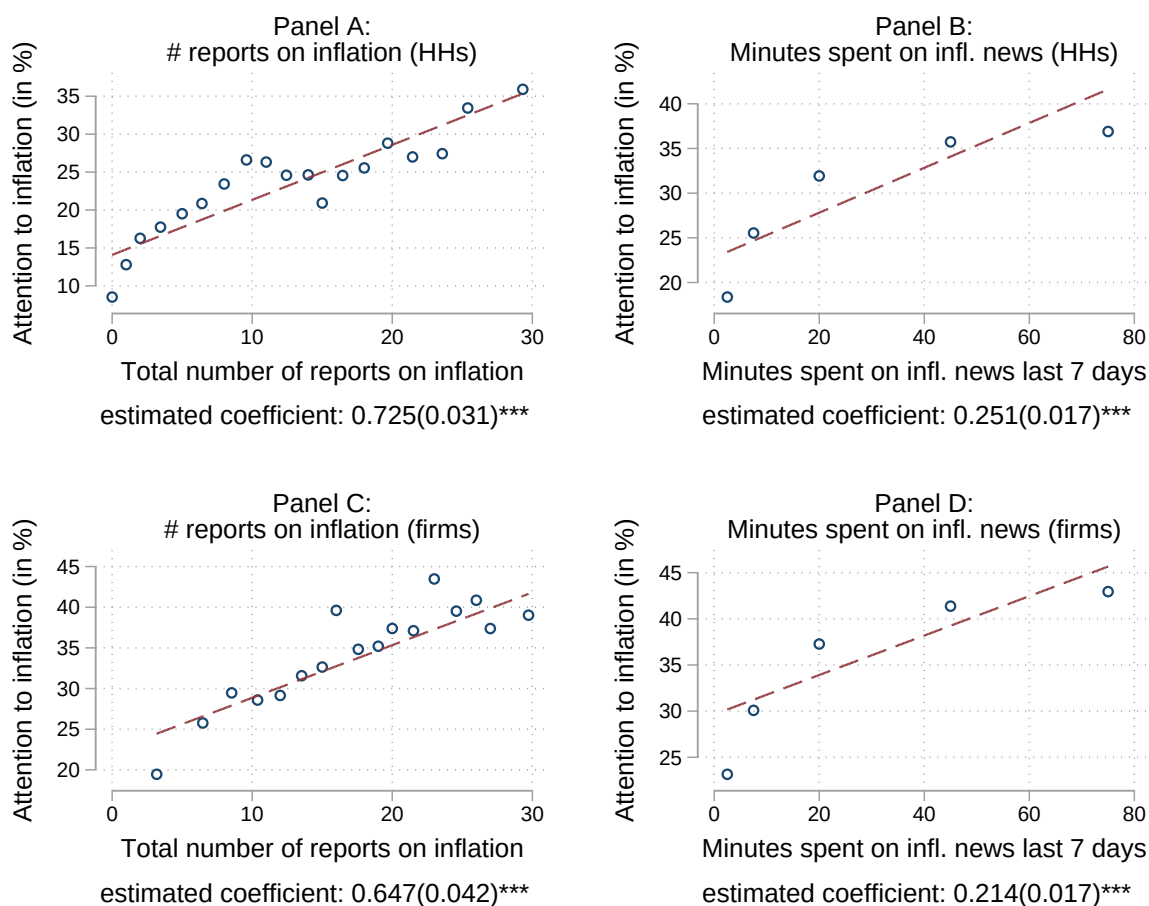 Panel A:
# reports on inflation (HHs)
Attention to inflation (in %)
35
30
25
20
15
10
0 10 20 30
Total number of reports on inflation
estimated coefficient: 0.725(0.031)***
Panel B:
Minutes spent on infl. news (HHs)
Attention to inflation (in %)
40
35
30
25
20
0 20 40 60 80
Minutes spent on infl. news last 7 days
estimated coefficient: 0.251(0.017)***
Panel C:
# reports on inflation (firms)
Attention to inflation (in %)
45
40
35
30
25
20
0 10 20 30
Total number of reports on inflation
estimated coefficient: 0.647(0.042)***
Panel D:
Minutes spent on infl. news (firms)
Attention to inflation (in %)
45
40
35
30
25
0 20 40 60 80
Minutes spent on infl. news last 7 days
estimated coefficient: 0.214(0.017)***